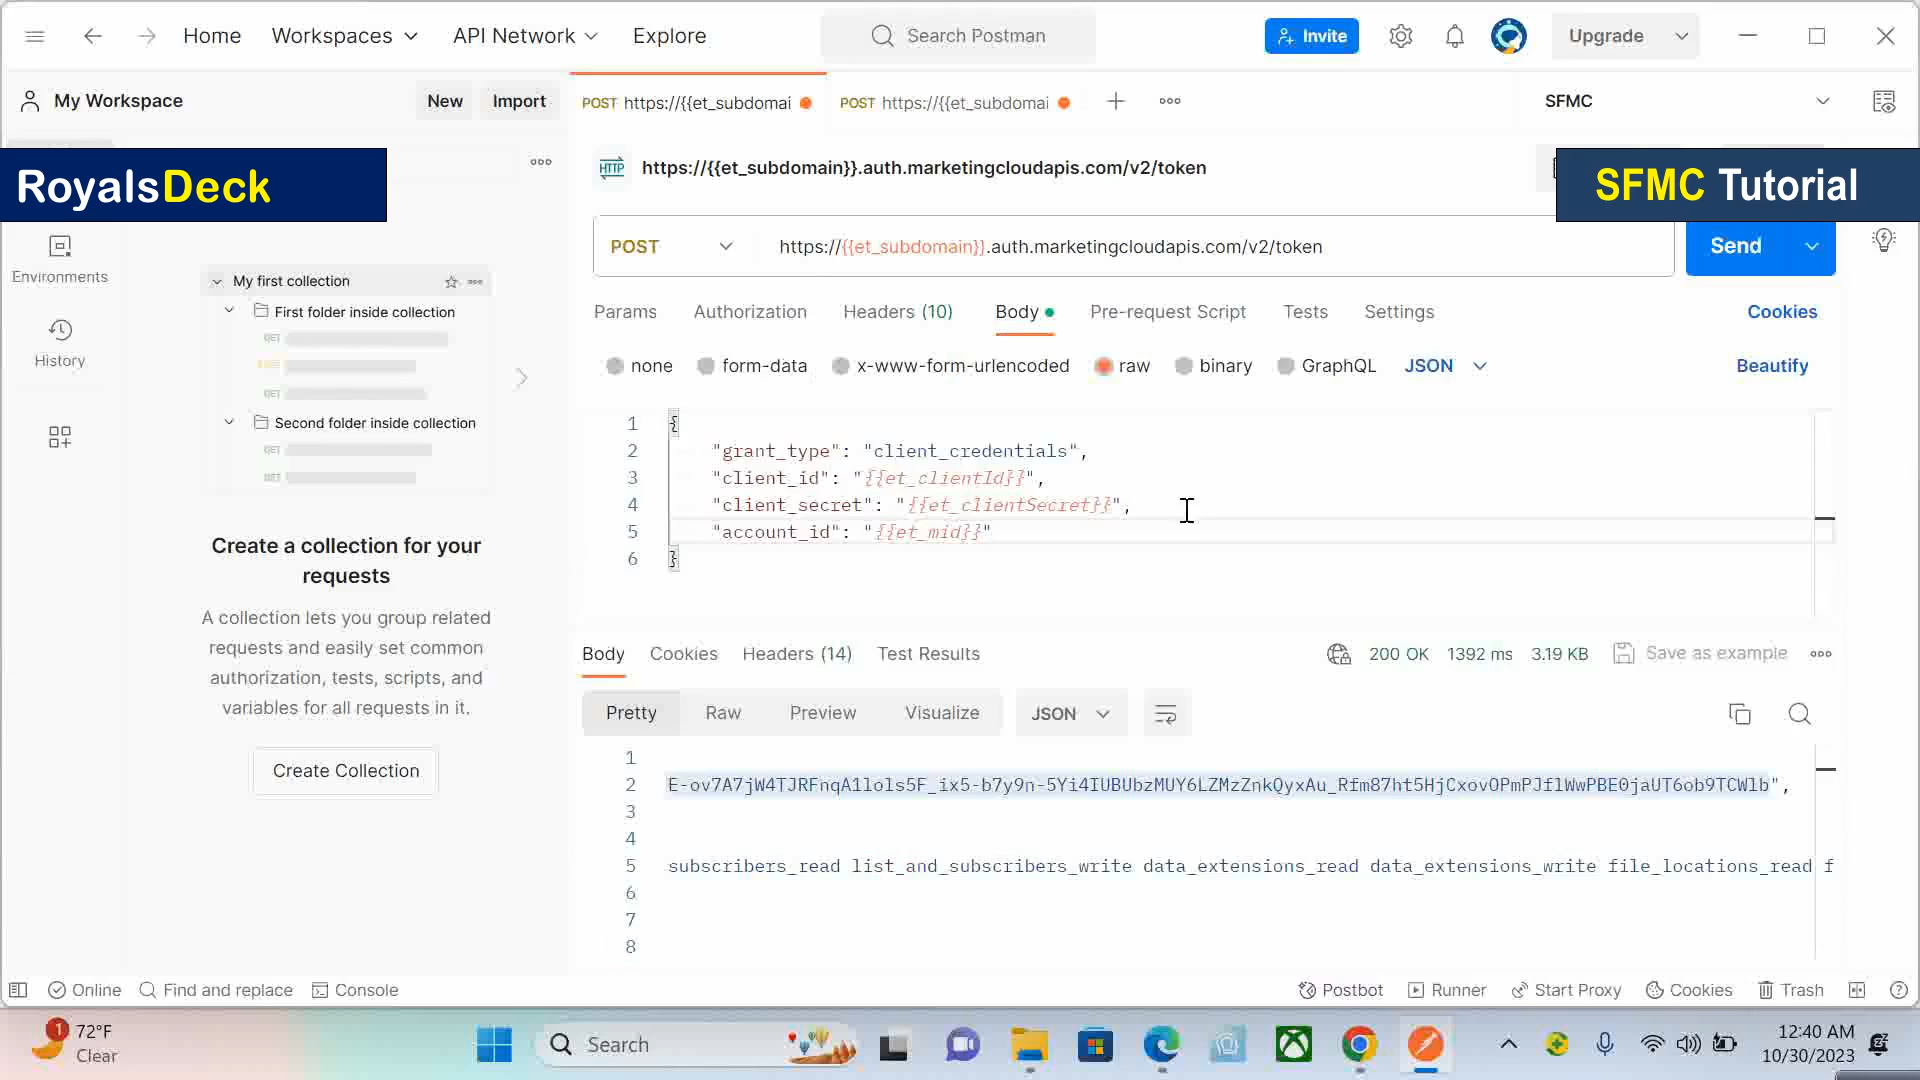 Home
Workspaces
API Network
Explore
Search Postman
Invite
Upgrade
My Workspace
New
Import
POST https://{{et_subdomai
POST https://{{et_subdomai
SFMC
RoyalsDeck
https://{{et_subdomain}}.auth.marketingcloudapis.com/v2/token
SFMC Tutorial
POST
https://{{et_subdomain}}.auth.marketingcloudapis.com/v2/token
Send
Environments
History
My first collection
First folder inside collection
GET
POST
GET
Second folder inside collection
GET
GET
Create a collection for your
requests
A collection lets you group related
requests and easily set common
authorization, tests, scripts, and
variables for all requests in it.
Create Collection
Params
Authorization
Headers (10)
Body
Pre-request Script
Tests
Settings
Cookies
none
form-data
x-www-form-urlencoded
raw
binary
GraphQL
JSON
Beautify
1 {
2 "grant_type": "client_credentials",
3 "client_id": "{{et_clientId}}",
4 "client_secret": "{{et_clientSecret}}",
5 "account_id": "{{et_mid}}"
6 }
Body
Cookies
Headers (14)
Test Results
200 OK
1392 ms
3.19 KB
Save as example
Pretty
Raw
Preview
Visualize
JSON
1
2 E-ov7A7jW4TJRFnqA1lols5F_ix5-b7y9n-5Yi4IUBUbzMUY6LZMzZnkQyxAu_Rfm87ht5HjCxovOPmPJflWwPBE0jaUT6ob9TCWlb",
3
4
5 subscribers_read list_and_subscribers_write data_extensions_read data_extensions_write file_locations_read f
6
7
8
Online
Find and replace
Console
Postbot
Runner
Start Proxy
Cookies
Trash
1
72°F
Clear
Search
12:40 AM
10/30/2023